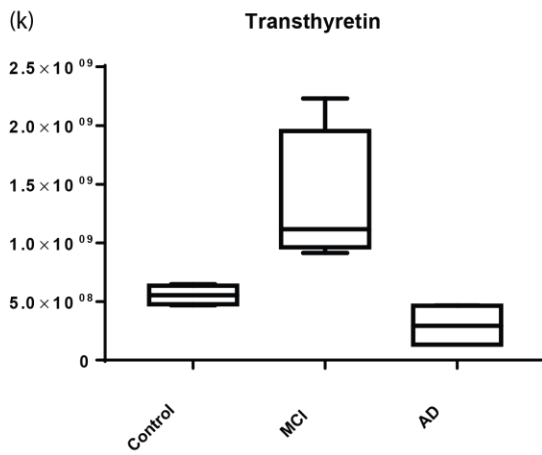 (k)
Transthyretin
2.5×10 09
2.0×10 09
1.5×10 09
1.0×10 09
5.0×10 08
0
Control
MCI
AD